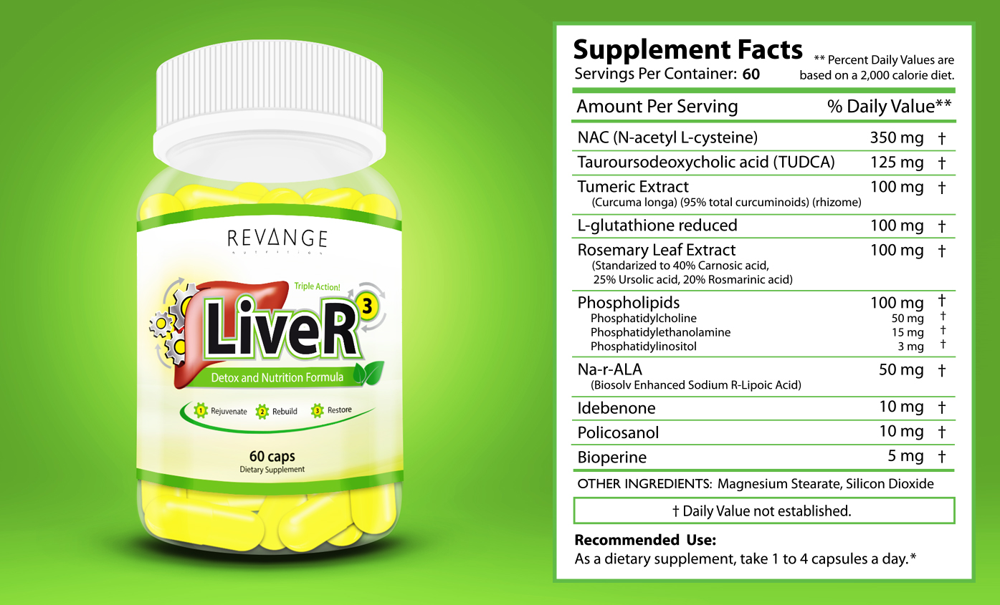 REVANGE
NUTRITION
Triple Action!
LiveR 3
Detox and Nutrition Formula
1 Rejuvenate 2 Rebuild 3 Restore
60 caps
Dietary Supplement
Supplement Facts
Servings Per Container: 60
** Percent Daily Values are
based on a 2,000 calorie diet.
Amount Per Serving % Daily Value**
NAC (N-acetyl L-cysteine) 350 mg †
Tauroursodeoxycholic acid (TUDCA) 125 mg †
Tumeric Extract 100 mg †
(Curcuma longa) (95% total curcuminoids) (rhizome)
L-glutathione reduced 100 mg †
Rosemary Leaf Extract 100 mg †
(Standarized to 40% Carnosic acid,
25% Ursolic acid, 20% Rosmarinic acid)
Phospholipids 100 mg †
Phosphatidylcholine 50 mg †
Phosphatidylethanolamine 15 mg †
Phosphatidylinositol 3 mg †
Na-r-ALA 50 mg †
(Biosolv Enhanced Sodium R-Lipoic Acid)
Idebenone 10 mg †
Policosanol 10 mg †
Bioperine 5 mg †
OTHER INGREDIENTS: Magnesium Stearate, Silicon Dioxide
† Daily Value not established.
Recommended Use:
As a dietary supplement, take 1 to 4 capsules a day.*